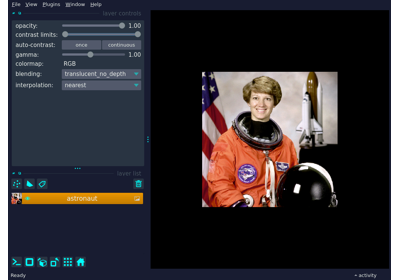 File View Plugins Window Help
layer controls
opacity: 1.00
contrast limits:
auto-contrast: once continuous
gamma: 1.00
colormap: RGB
blending: translucent_no_depth
interpolation: nearest
layer list
astronaut
Ready
activity